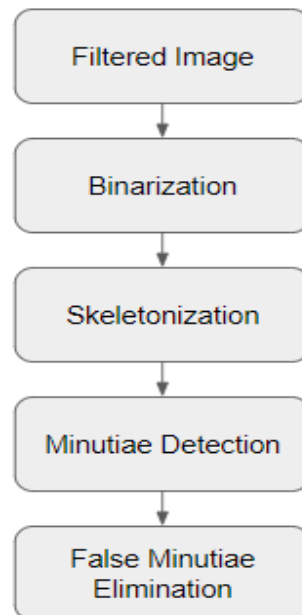 Filtered Image
Binarization
Skeletonization
Minutiae Detection
False Minutiae
Elimination